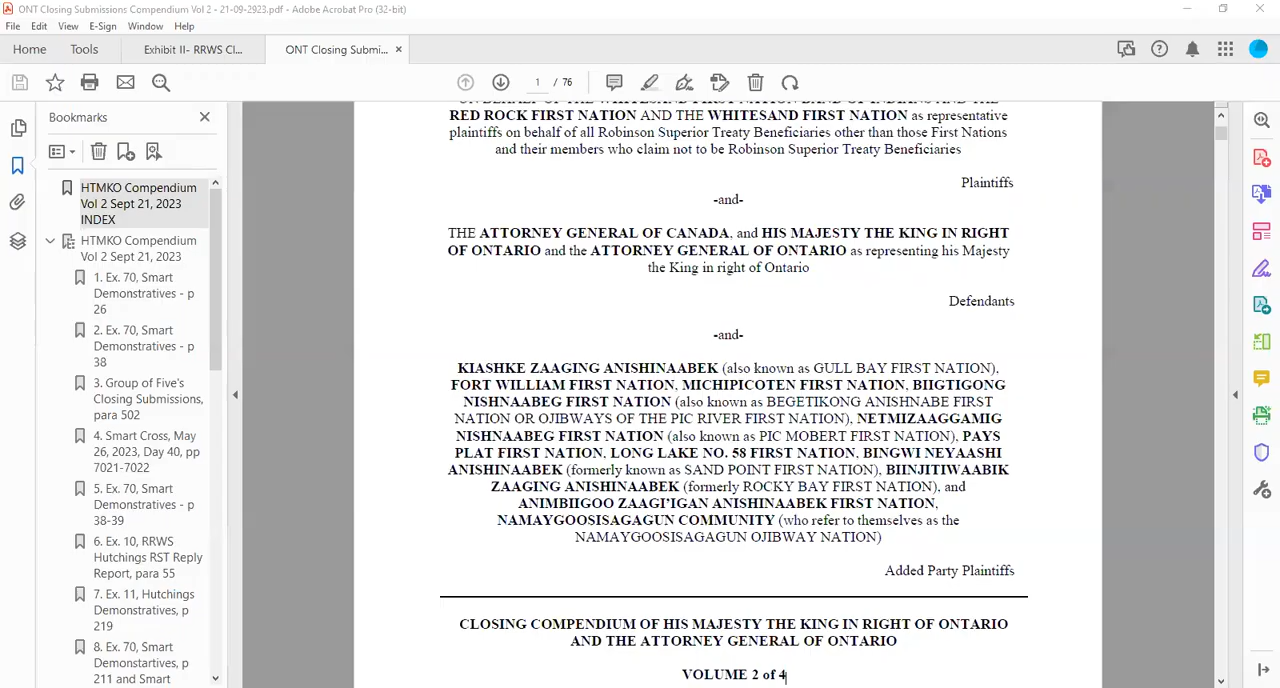 ONT Closing Submissions Compendium Vol 2 - 21-09-2923.pdf - Adobe Acrobat Pro (32-bit)
File Edit View E-Sign Window Help
Home Tools Exhibit II- RRWS Cl... ONT Closing Submi... ×
1 / 76
Bookmarks
HTMKO Compendium
Vol 2 Sept 21, 2023
INDEX
HTMKO Compendium
Vol 2 Sept 21, 2023
1. Ex. 70, Smart
Demonstratives - p
26
2. Ex. 70, Smart
Demonstratives - p
38
3. Group of Five's
Closing Submissions,
para 502
4. Smart Cross, May
26, 2023, Day 40, pp
7021-7022
5. Ex. 70, Smart
Demonstratives - p
38-39
6. Ex. 10, RRWS
Hutchings RST Reply
Report, para 55
7. Ex. 11, Hutchings
Demonstratives, p
219
8. Ex. 70, Smart
Demonstartives, p
211 and Smart
ON BEHALF OF THE WHITESAND FIRST NATION BAND OF INDIANS AND THE
RED ROCK FIRST NATION AND THE WHITESAND FIRST NATION as representative
plaintiffs on behalf of all Robinson Superior Treaty Beneficiaries other than those First Nations
and their members who claim not to be Robinson Superior Treaty Beneficiaries
Plaintiffs
-and-
THE ATTORNEY GENERAL OF CANADA, and HIS MAJESTY THE KING IN RIGHT
OF ONTARIO and the ATTORNEY GENERAL OF ONTARIO as representing his Majesty
the King in right of Ontario
Defendants
-and-
KIASHKE ZAAGING ANISHINAABEK (also known as GULL BAY FIRST NATION),
FORT WILLIAM FIRST NATION, MICHIPICOTEN FIRST NATION, BIIGTIGONG
NISHNAABEG FIRST NATION (also known as BEGETIKONG ANISHNABE FIRST
NATION OR OJIBWAYS OF THE PIC RIVER FIRST NATION), NETMIZAAGGAMIG
NISHNAABEG FIRST NATION (also known as PIC MOBERT FIRST NATION), PAYS
PLAT FIRST NATION, LONG LAKE NO. 58 FIRST NATION, BINGWI NEYAASHI
ANISHINAABEK (formerly known as SAND POINT FIRST NATION), BIINJITIWAABIK
ZAAGING ANISHINAABEK (formerly ROCKY BAY FIRST NATION), and
ANIMBIIGOO ZAAGI'IGAN ANISHINAABEK FIRST NATION,
NAMAYGOOSISAGAGUN COMMUNITY (who refer to themselves as the
NAMAYGOOSISAGAGUN OJIBWAY NATION)
Added Party Plaintiffs
CLOSING COMPENDIUM OF HIS MAJESTY THE KING IN RIGHT OF ONTARIO
AND THE ATTORNEY GENERAL OF ONTARIO
VOLUME 2 of 4